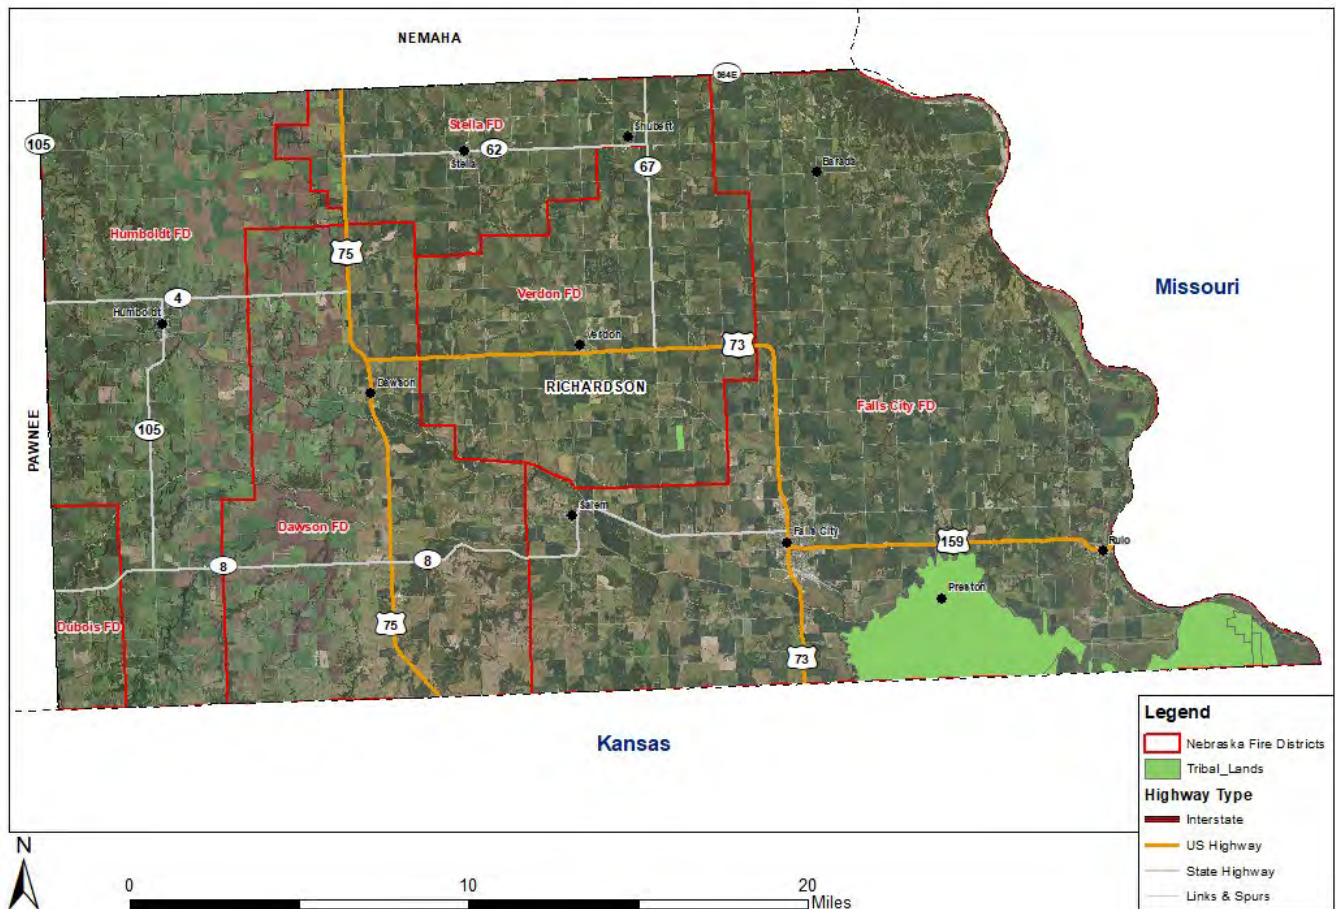 NEMAHA
564E
105
Stella FD
Shubert
62
Stella
67
Barada
Humboldt FD
75
Missouri
4
Verdon FD
Humboldt
Verdon
73
Dawson
RICHARDSON
Falls City FD
105
PAWNEE
Salem
Dawson FD
Falls City
159
Rulo
8
8
Preston
Dubois FD
75
73
Kansas
Legend
Nebraska Fire Districts
Tribal_Lands
Highway Type
Interstate
US Highway
State Highway
Links & Spurs
N
0 10 20
Miles